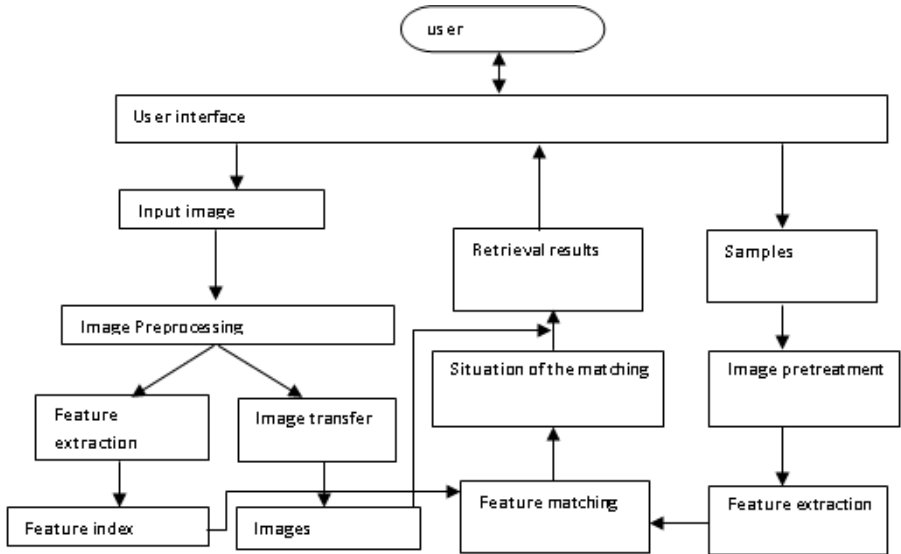 user
User interface
Input image
Retrieval results
Samples
Image Preprocessing
Situation of the matching
Image pretreatment
Feature
extraction
Image transfer
Feature matching
Feature extraction
Feature index
Images